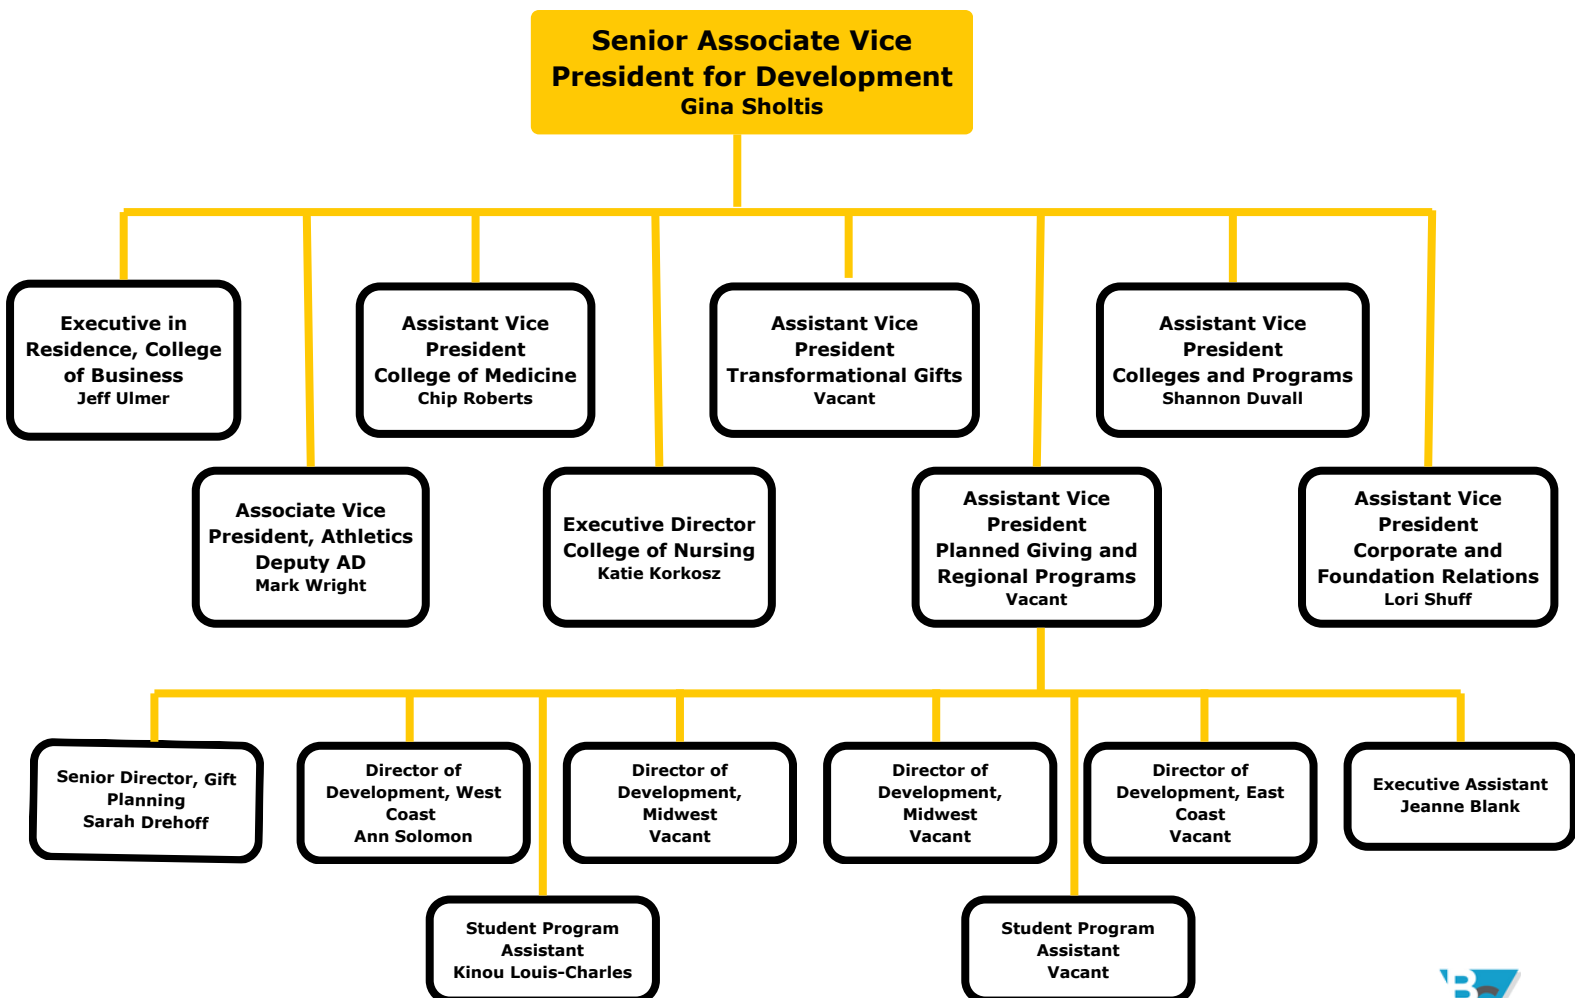 Senior Associate Vice
President for Development
Gina Sholtis
Executive in
Residence, College
of Business
Jeff Ulmer
Assistant Vice
President
College of Medicine
Chip Roberts
Assistant Vice
President
Transformational Gifts
Vacant
Assistant Vice
President
Colleges and Programs
Shannon Duvall
Associate Vice
President, Athletics
Deputy AD
Mark Wright
Executive Director
College of Nursing
Katie Korkosz
Assistant Vice
President
Planned Giving and
Regional Programs
Vacant
Assistant Vice
President
Corporate and
Foundation Relations
Lori Shuff
Senior Director, Gift
Planning
Sarah Drehoff
Director of
Development, West
Coast
Ann Solomon
Director of
Development,
Midwest
Vacant
Director of
Development,
Midwest
Vacant
Director of
Development, East
Coast
Vacant
Executive Assistant
Jeanne Blank
Student Program
Assistant
Kinou Louis-Charles
Student Program
Assistant
Vacant